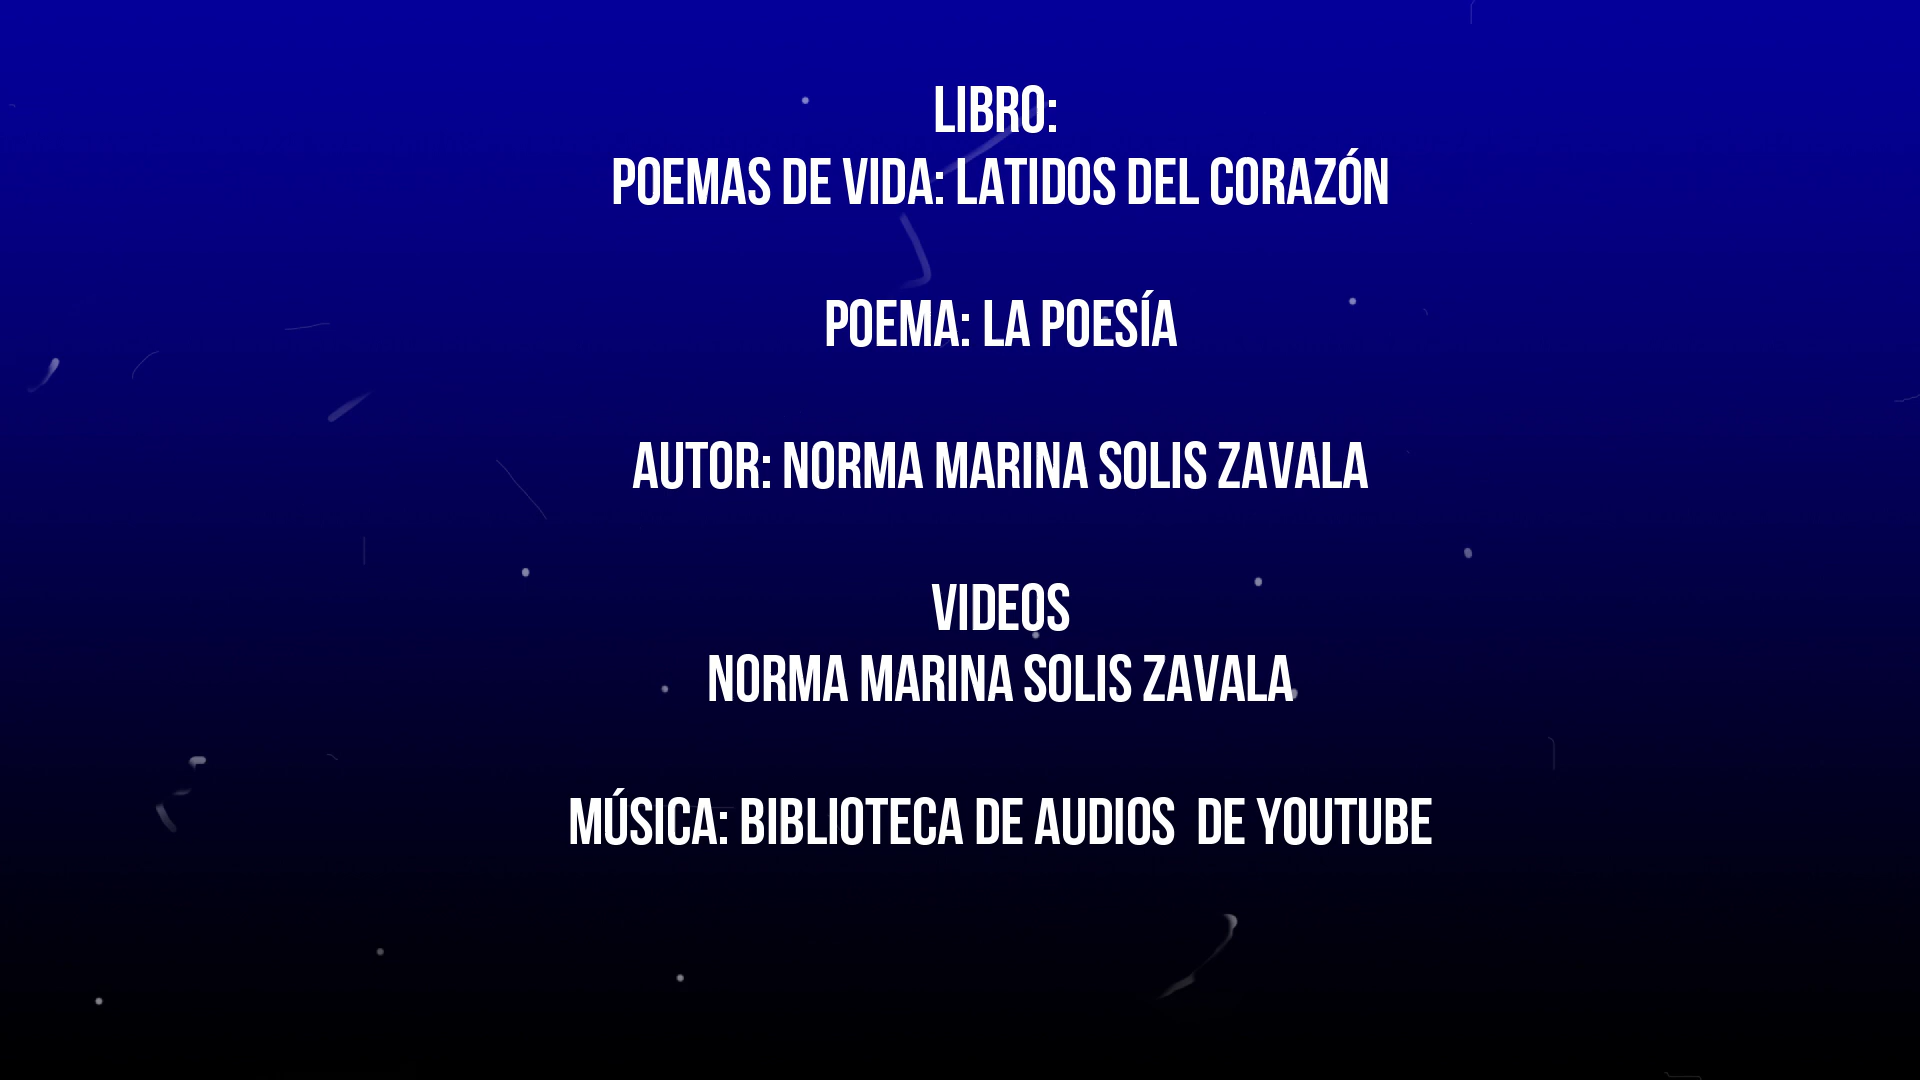 LIBRO:
POEMAS DE VIDA: LATIDOS DEL CORAZÓN
POEMA: LA POESÍA
AUTOR: NORMA MARINA SOLIS ZAVALA
VIDEOS
NORMA MARINA SOLIS ZAVALA
MÚSICA: BIBLIOTECA DE AUDIOS  DE YOUTUBE